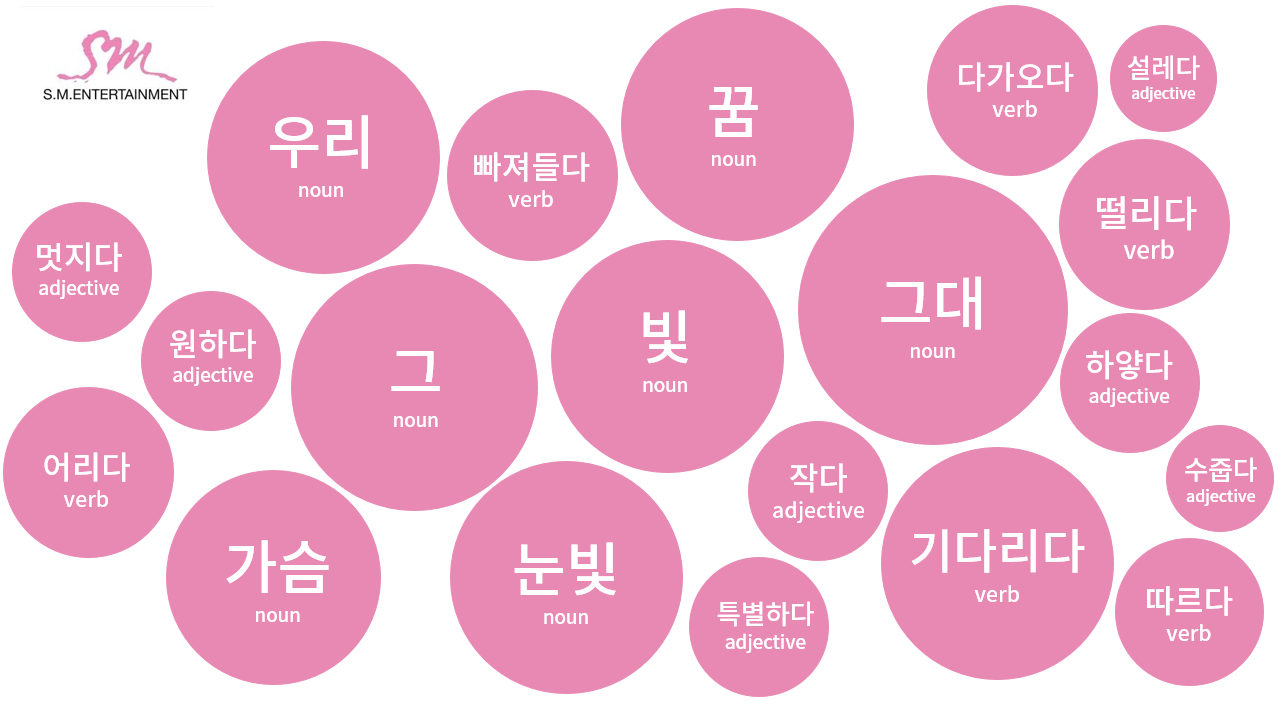 SM
S.M.ENTERTAINMENT
우리
noun
빠져들다
verb
꿈
noun
다가오다
verb
설레다
adjective
멋지다
adjective
원하다
adjective
그
noun
빛
noun
그대
noun
떨리다
verb
하얗다
adjective
어리다
verb
가슴
noun
눈빛
noun
작다
adjective
특별하다
adjective
기다리다
verb
수줍다
adjective
따르다
verb